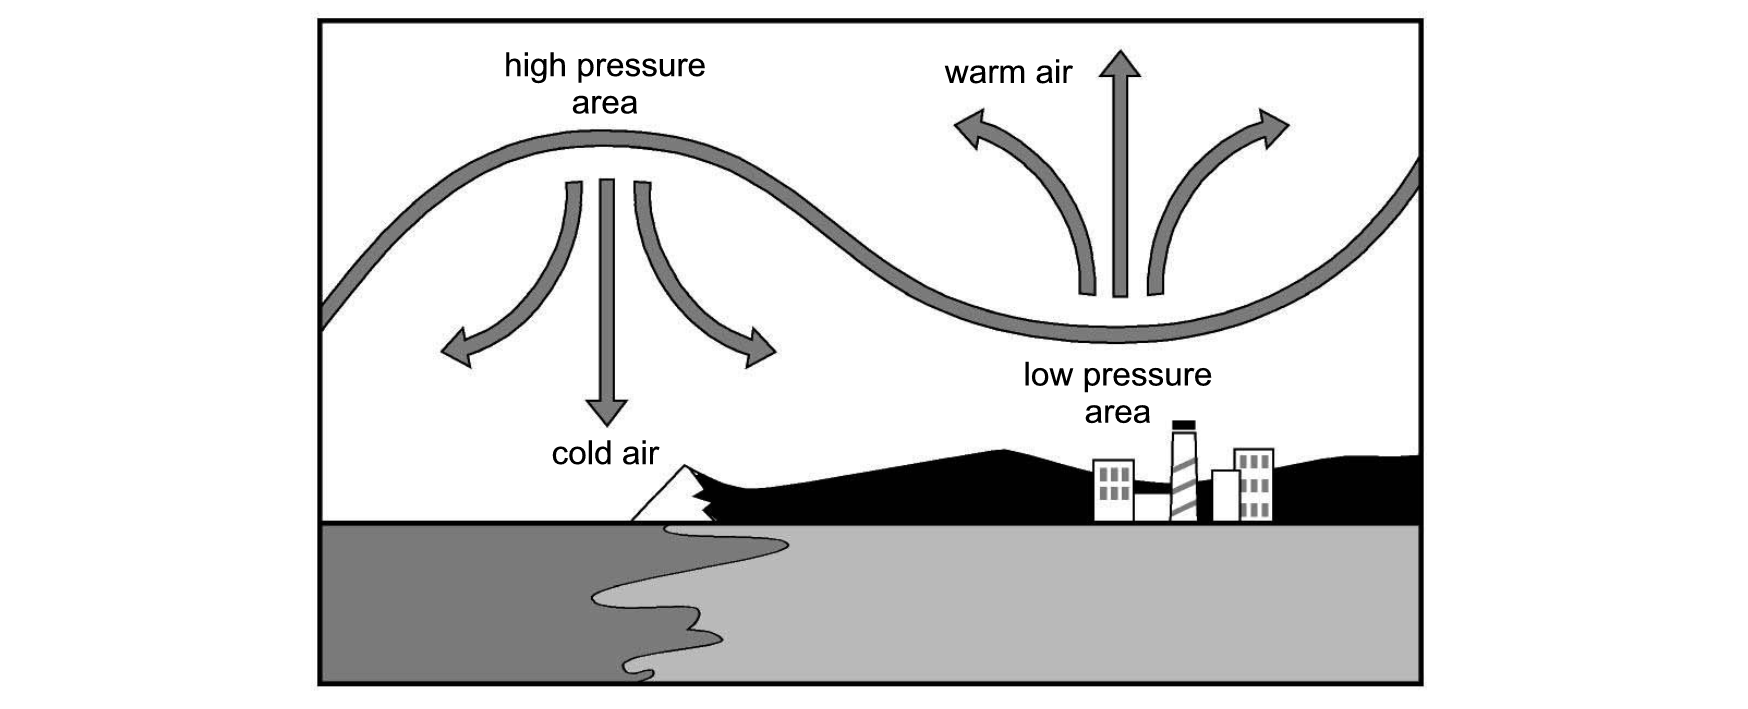 high pressure
area
warm air
low pressure
area
cold air